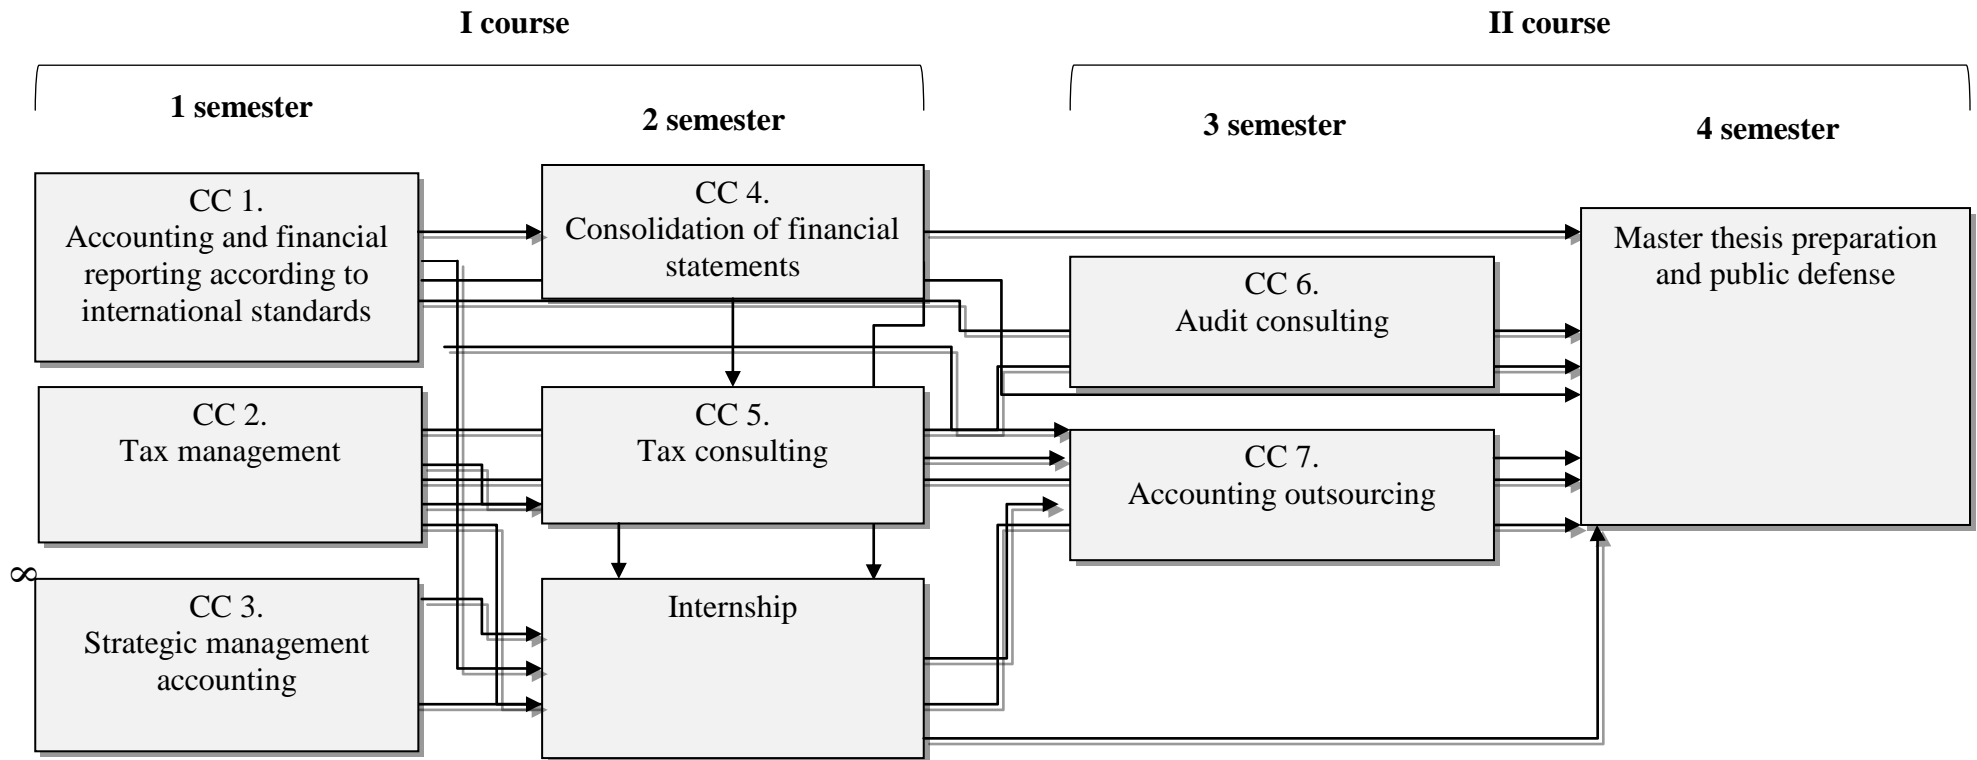 I course
II course
1 semester
2 semester
3 semester
4 semester
CC 1.
Accounting and financial
reporting according to
international standards
CC 4.
Consolidation of financial
statements
Master thesis preparation
and public defense
CC 6.
Audit consulting
CC 2.
Tax management
CC 5.
Tax consulting
CC 7.
Accounting outsourcing
∞
CC 3.
Strategic management
accounting
Internship